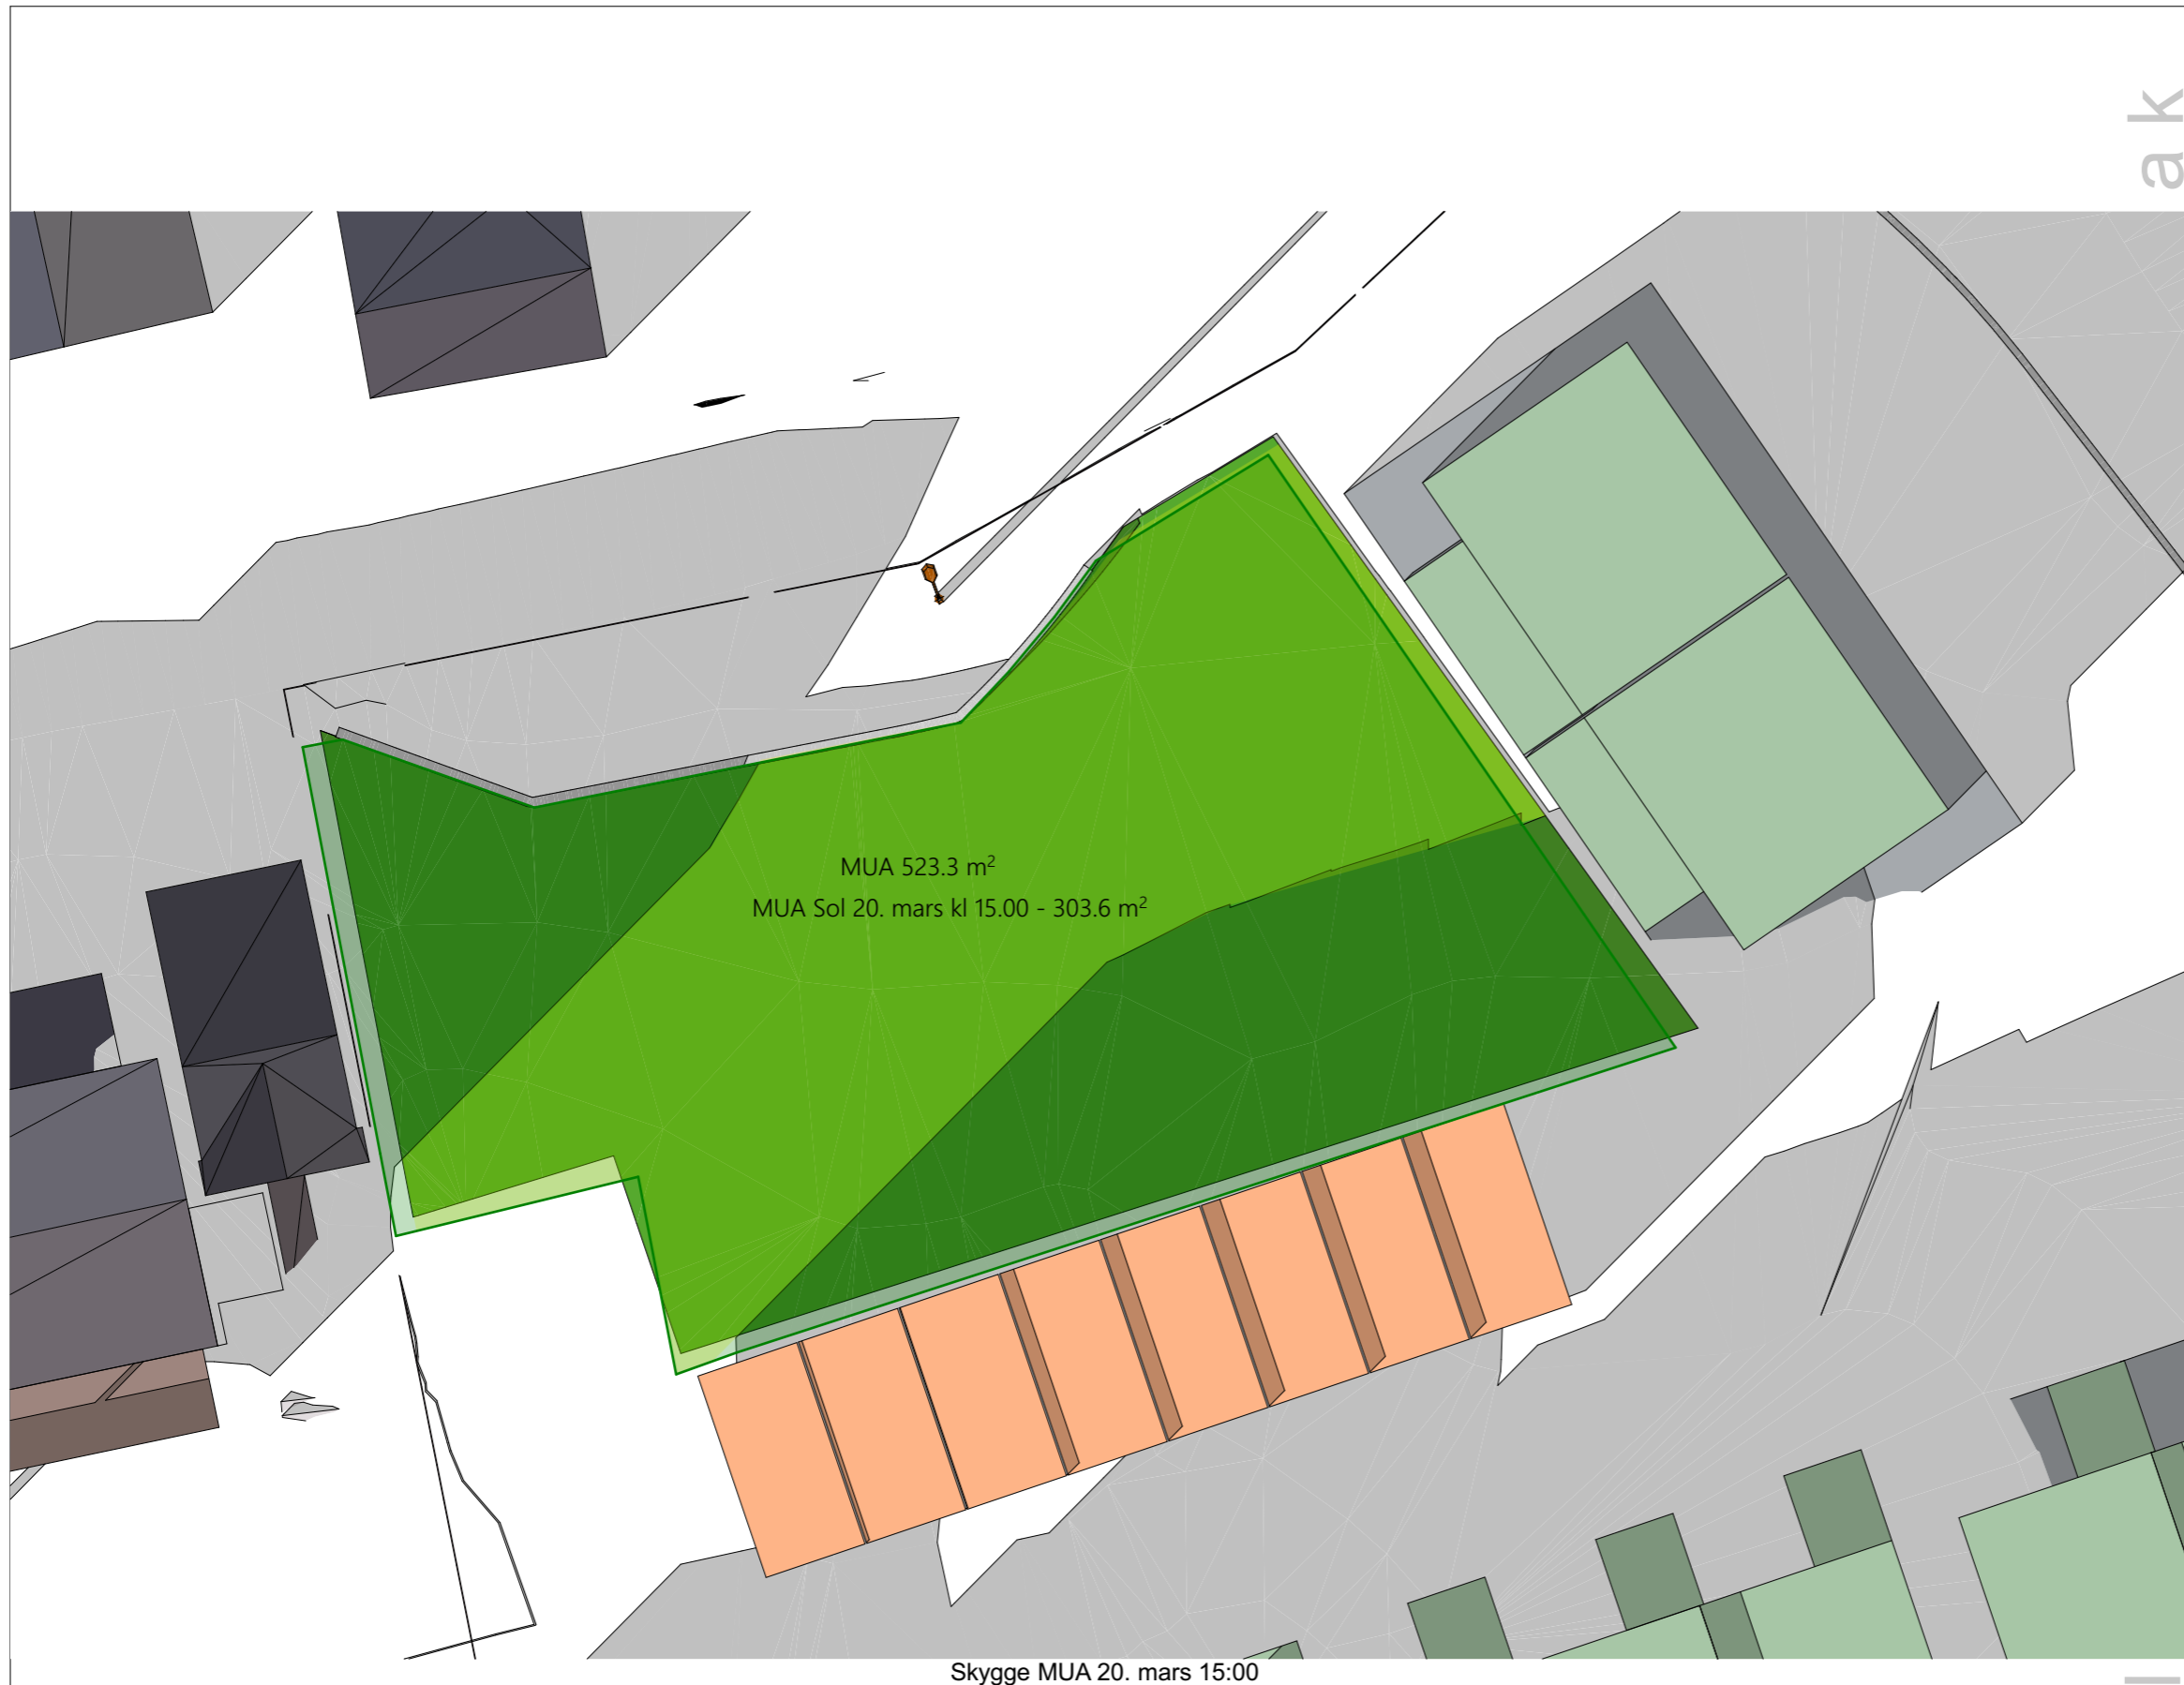 a k
MUA 523.3 m²
MUA Sol 20. mars kl 15.00 - 303.6 m²
Skygge MUA 20. mars 15:00